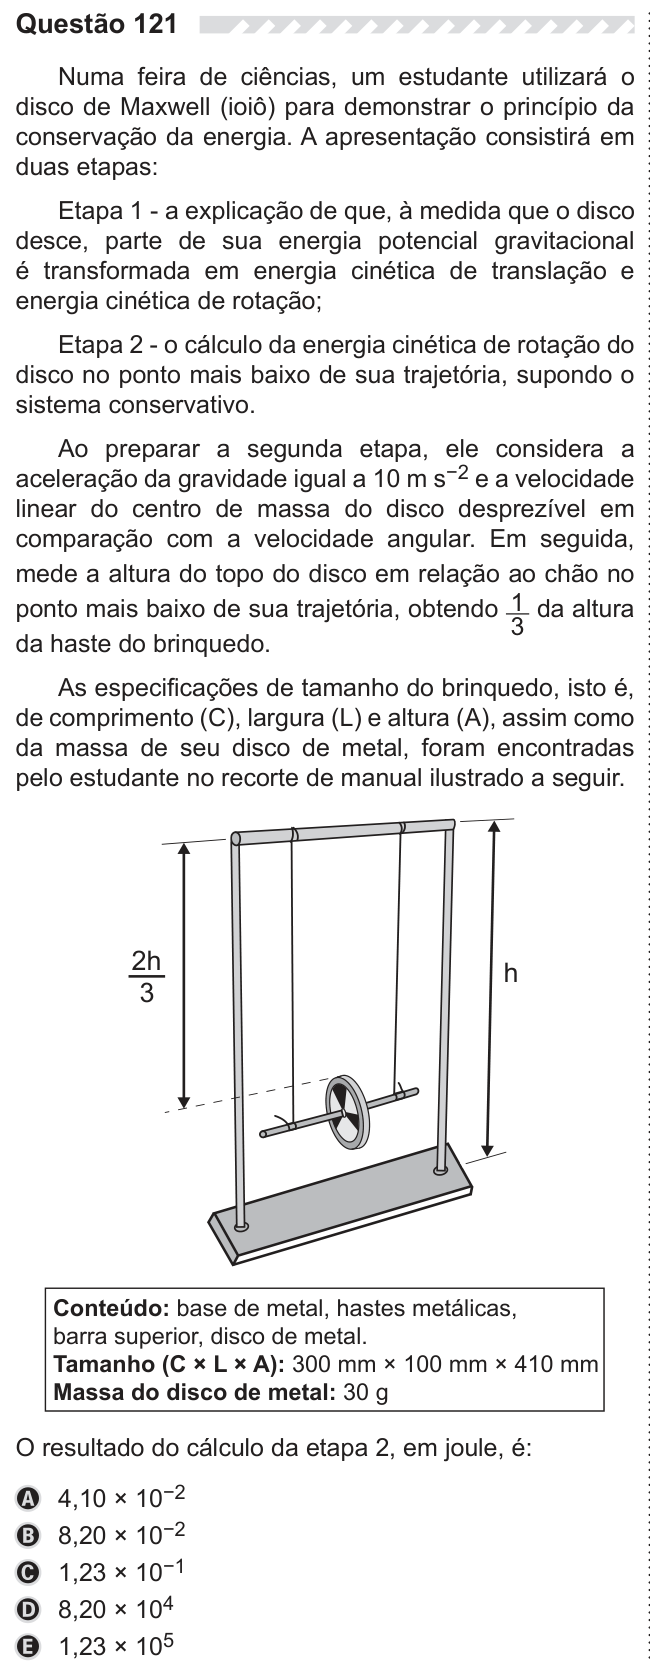 Questão 121
Numa feira de ciências, um estudante utilizará o
disco de Maxwell (ioiô) para demonstrar o princípio da
conservação da energia. A apresentação consistirá em
duas etapas:
Etapa 1 - a explicação de que, à medida que o disco
desce, parte de sua energia potencial gravitacional
é transformada em energia cinética de translação e
energia cinética de rotação;
Etapa 2 - o cálculo da energia cinética de rotação do
disco no ponto mais baixo de sua trajetória, supondo o
sistema conservativo.
Ao preparar a segunda etapa, ele considera a
aceleração da gravidade igual a 10 m s⁻² e a velocidade
linear do centro de massa do disco desprezível em
comparação com a velocidade angular. Em seguida,
mede a altura do topo do disco em relação ao chão no
ponto mais baixo de sua trajetória, obtendo 1/3 da altura
da haste do brinquedo.
As especificações de tamanho do brinquedo, isto é,
de comprimento (C), largura (L) e altura (A), assim como
da massa de seu disco de metal, foram encontradas
pelo estudante no recorte de manual ilustrado a seguir.
2h/3
h
Conteúdo: base de metal, hastes metálicas,
barra superior, disco de metal.
Tamanho (C × L × A): 300 mm × 100 mm × 410 mm
Massa do disco de metal: 30 g
O resultado do cálculo da etapa 2, em joule, é:
A 4,10 × 10⁻²
B 8,20 × 10⁻²
C 1,23 × 10⁻¹
D 8,20 × 10⁴
E 1,23 × 10⁵